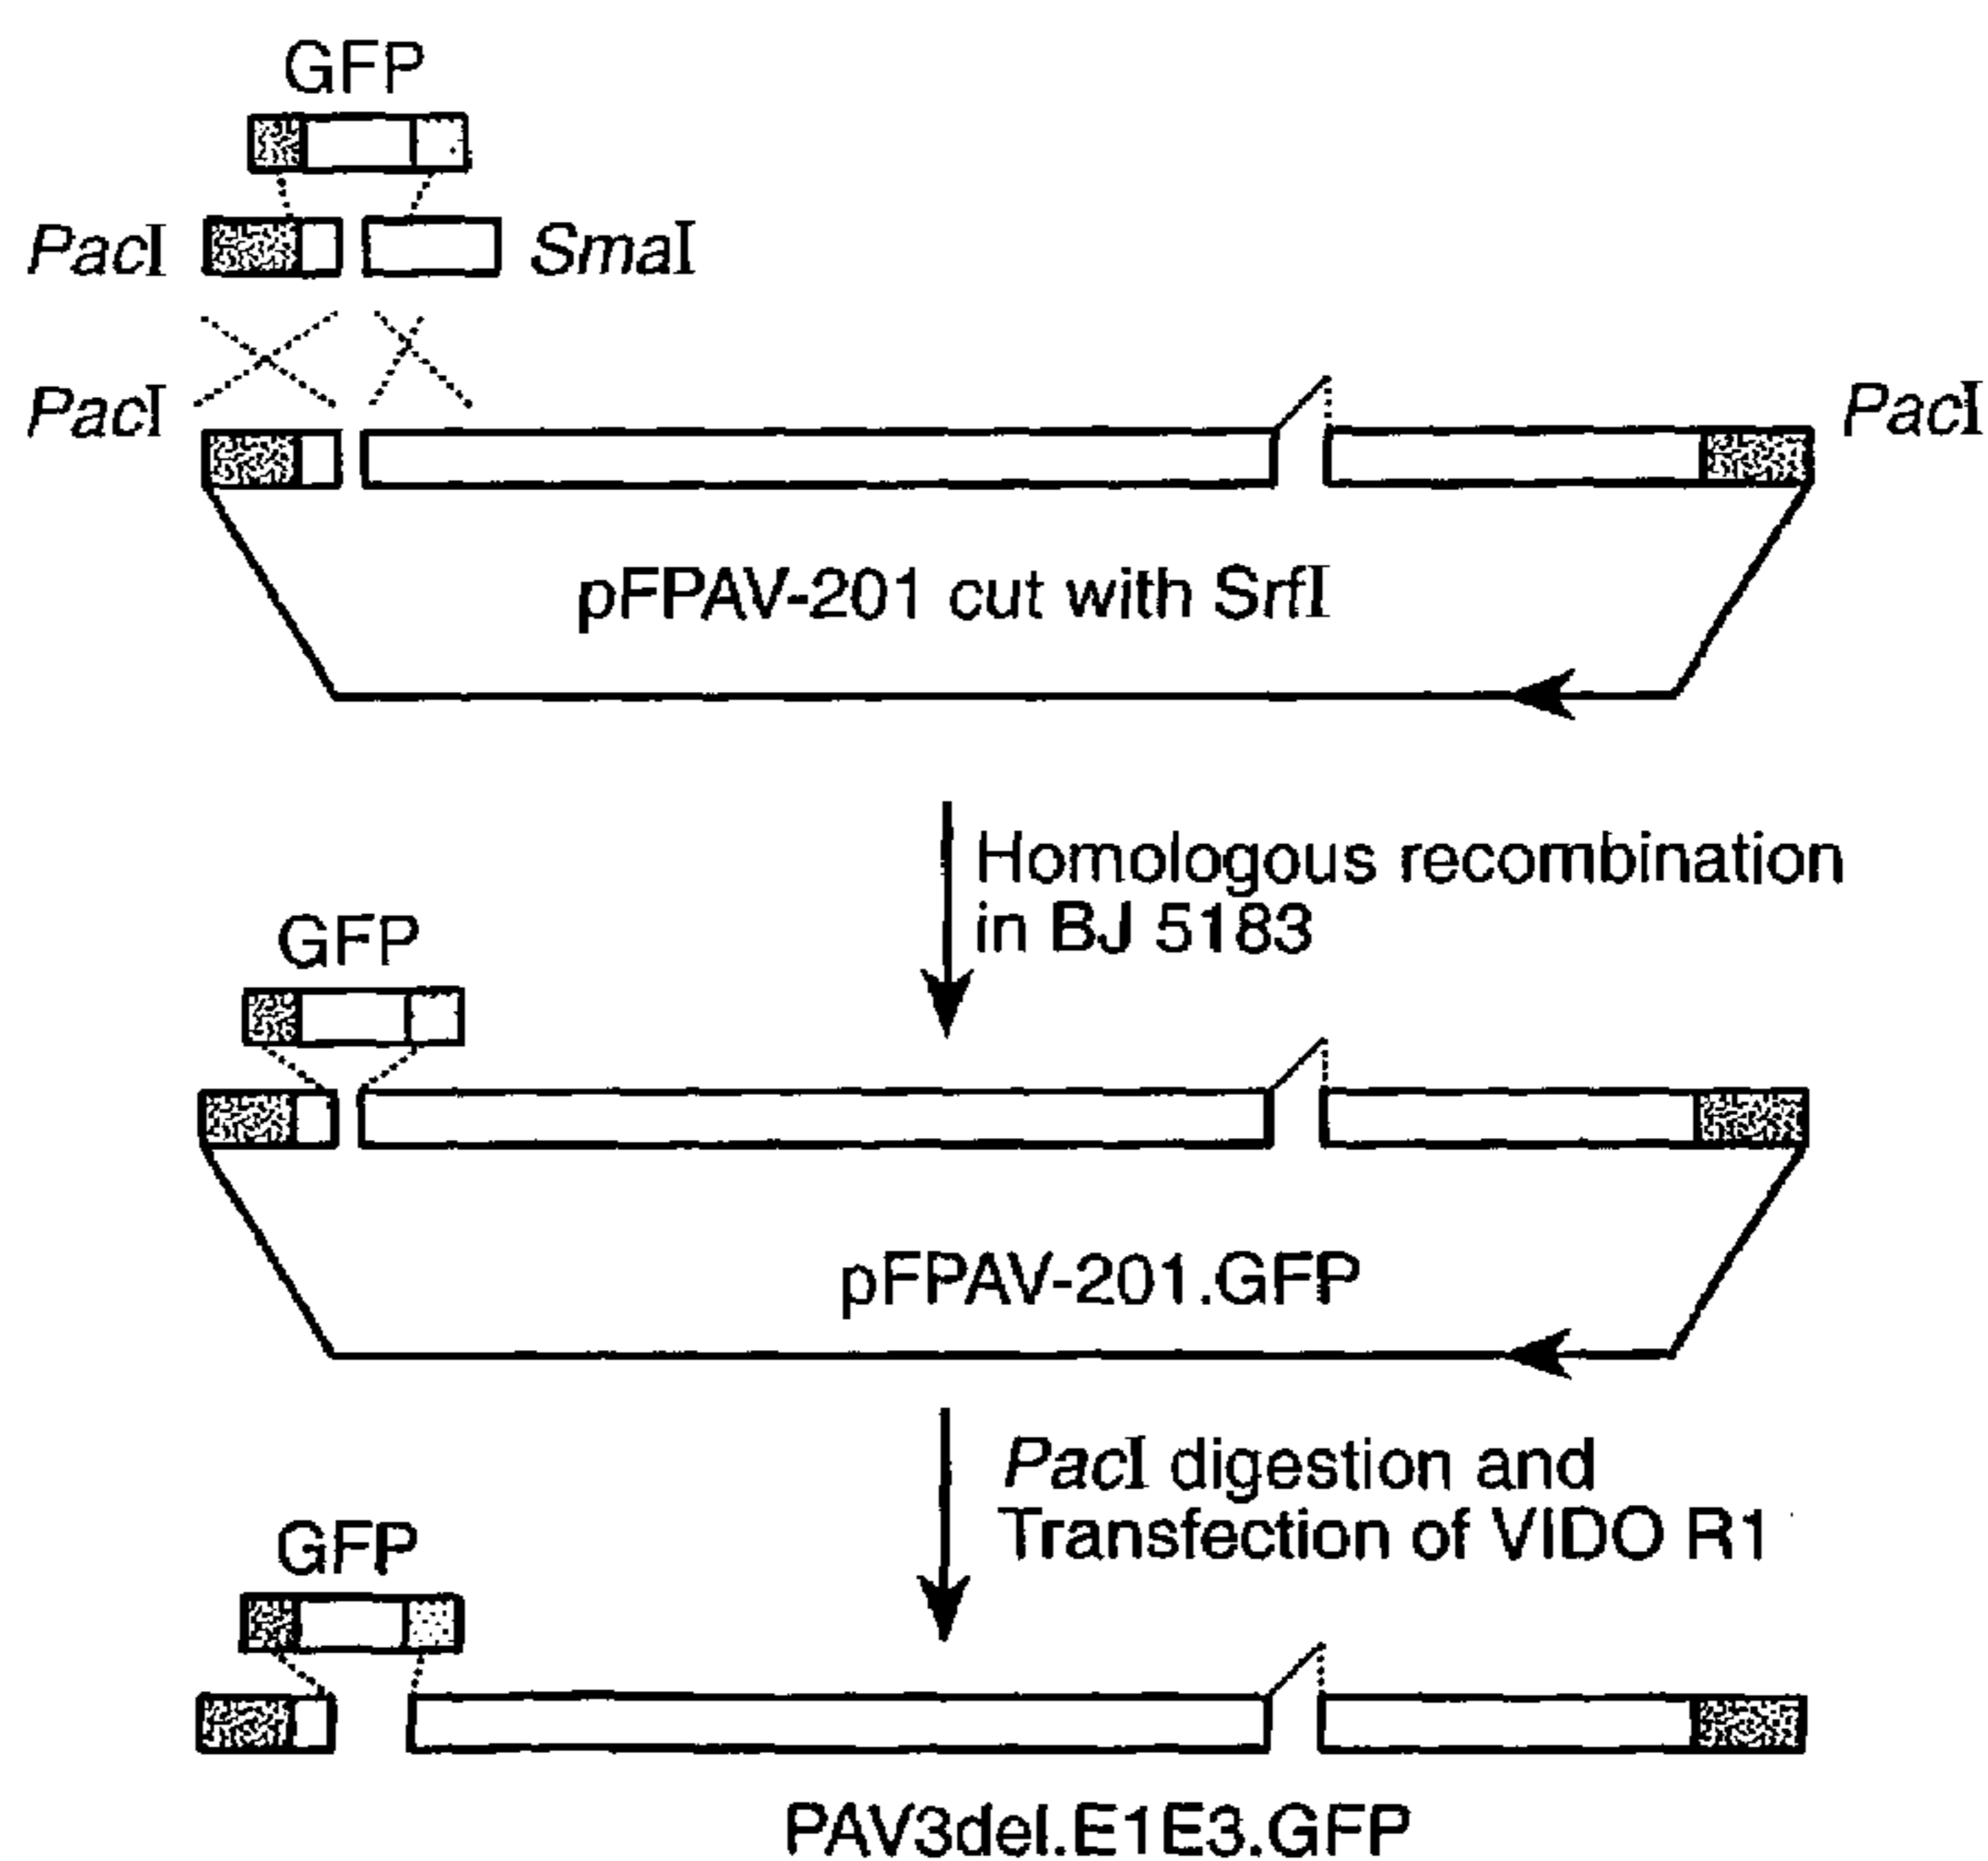 GFP
PacI SmaI
PacI PacI
pFPAV-201 cut with SrfI
Homologous recombination
in BJ 5183
GFP
pFPAV-201.GFP
PacI digestion and
Transfection of VIDO R1
GFP
PAV3del.E1E3.GFP